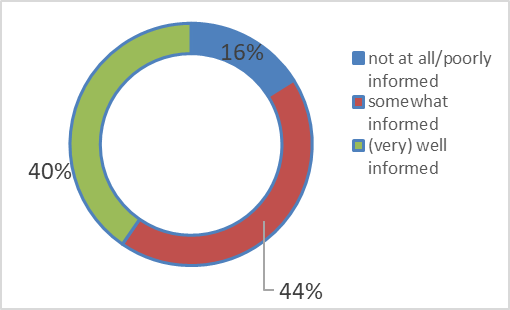 16%
40%
44%
not at all/poorly
informed
somewhat
informed
(very) well
informed